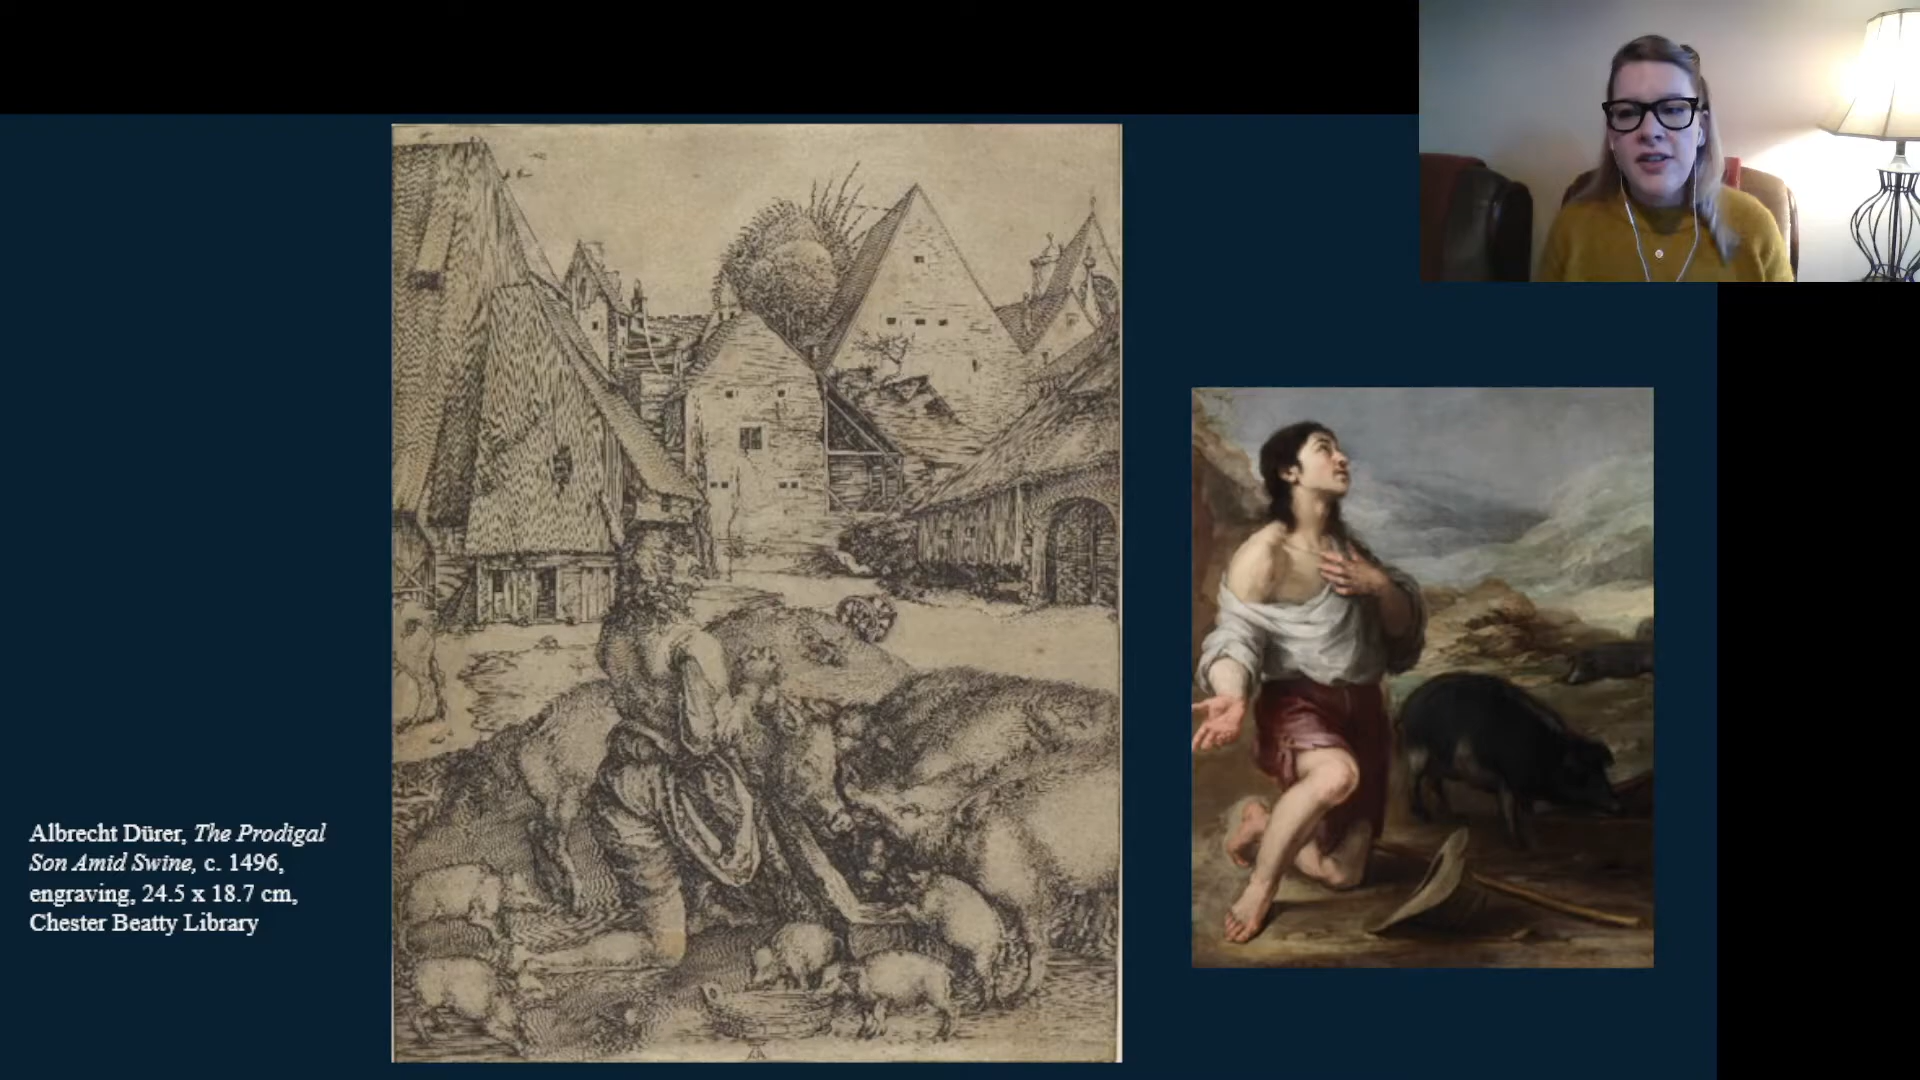 Albrecht Dürer, The Prodigal
Son Amid Swine, c. 1496,
engraving, 24.5 x 18.7 cm,
Chester Beatty Library